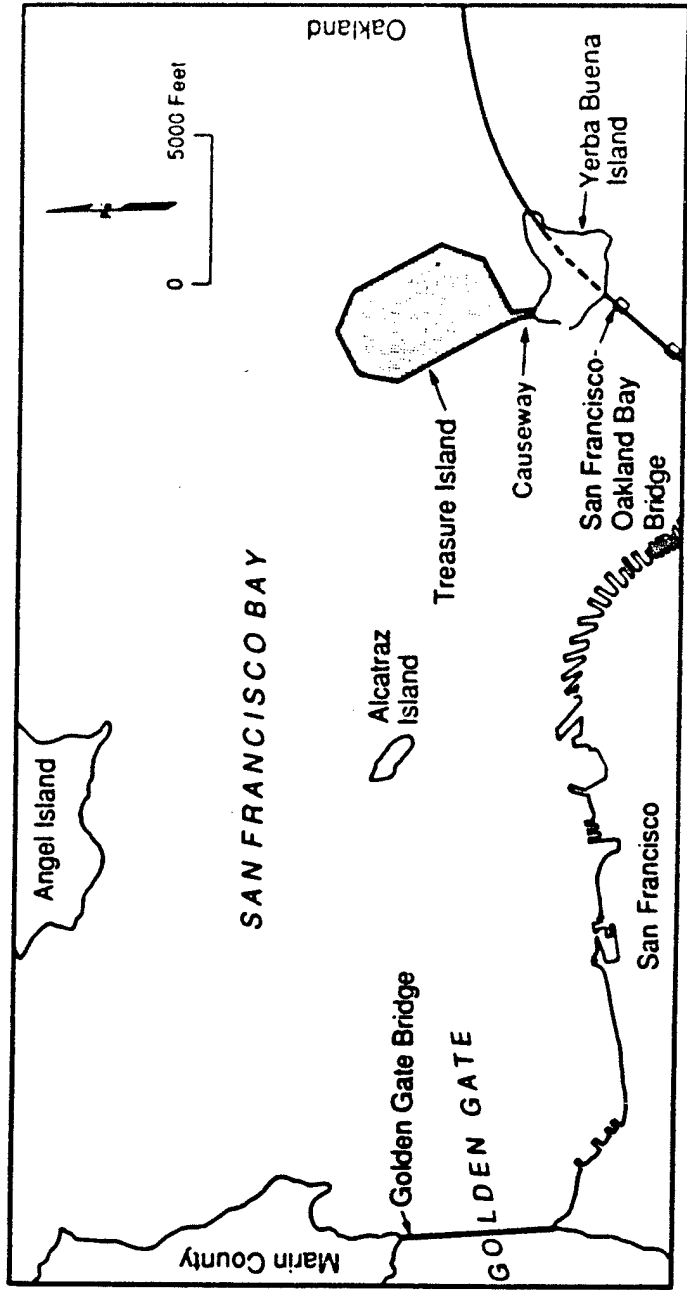 Marin County
Angel Island
Golden Gate Bridge
GOLDEN GATE
SAN FRANCISCO BAY
Alcatraz
Island
San Francisco
Treasure Island
Causeway
San Francisco-
Oakland Bay
Bridge
Yerba Buena
Island
0 5000 Feet
Oakland